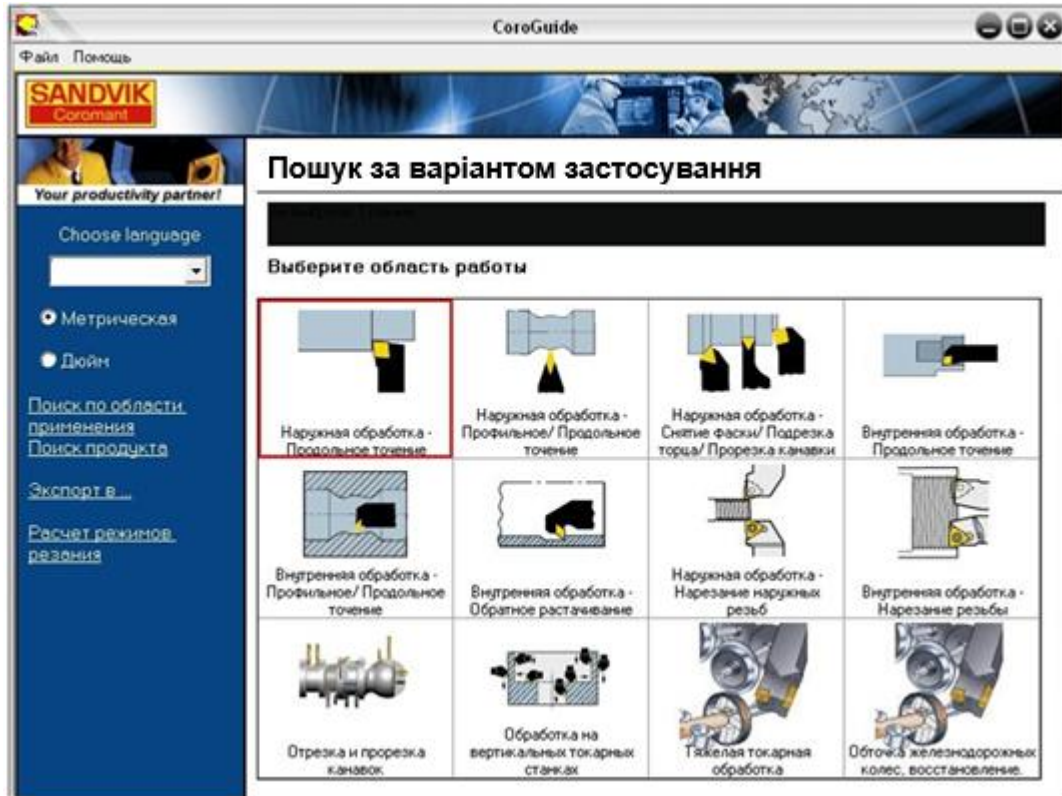 CoroGuide
Файл Помощь
SANDVIK
Coromant
Your productivity partner!
Choose language
Метрическая
Дюйм
Поиск по области
применения
Поиск продукта
Экспорт в ...
Расчет режимов
резания
Пошук за варіантом застосування
Выберите область работы
Наружная обработка -
Продольное точение
Наружная обработка -
Профильное/ Продольное
точение
Наружная обработка -
Снятие фаски/ Подрезка
торца/ Прорезка канавки
Внутренняя обработка -
Продольное точение
Внутренняя обработка -
Профильное/ Продольное
точение
Внутренняя обработка -
Обратное растачивание
Наружная обработка -
Нарезание наружных
резьб
Внутренняя обработка -
Нарезание резьбы
Отрезка и прорезка
канавок
Обработка на
вертикальных токарных
станках
Тяжелая токарная
обработка
Обточка железнодорожных
колес, восстановление.